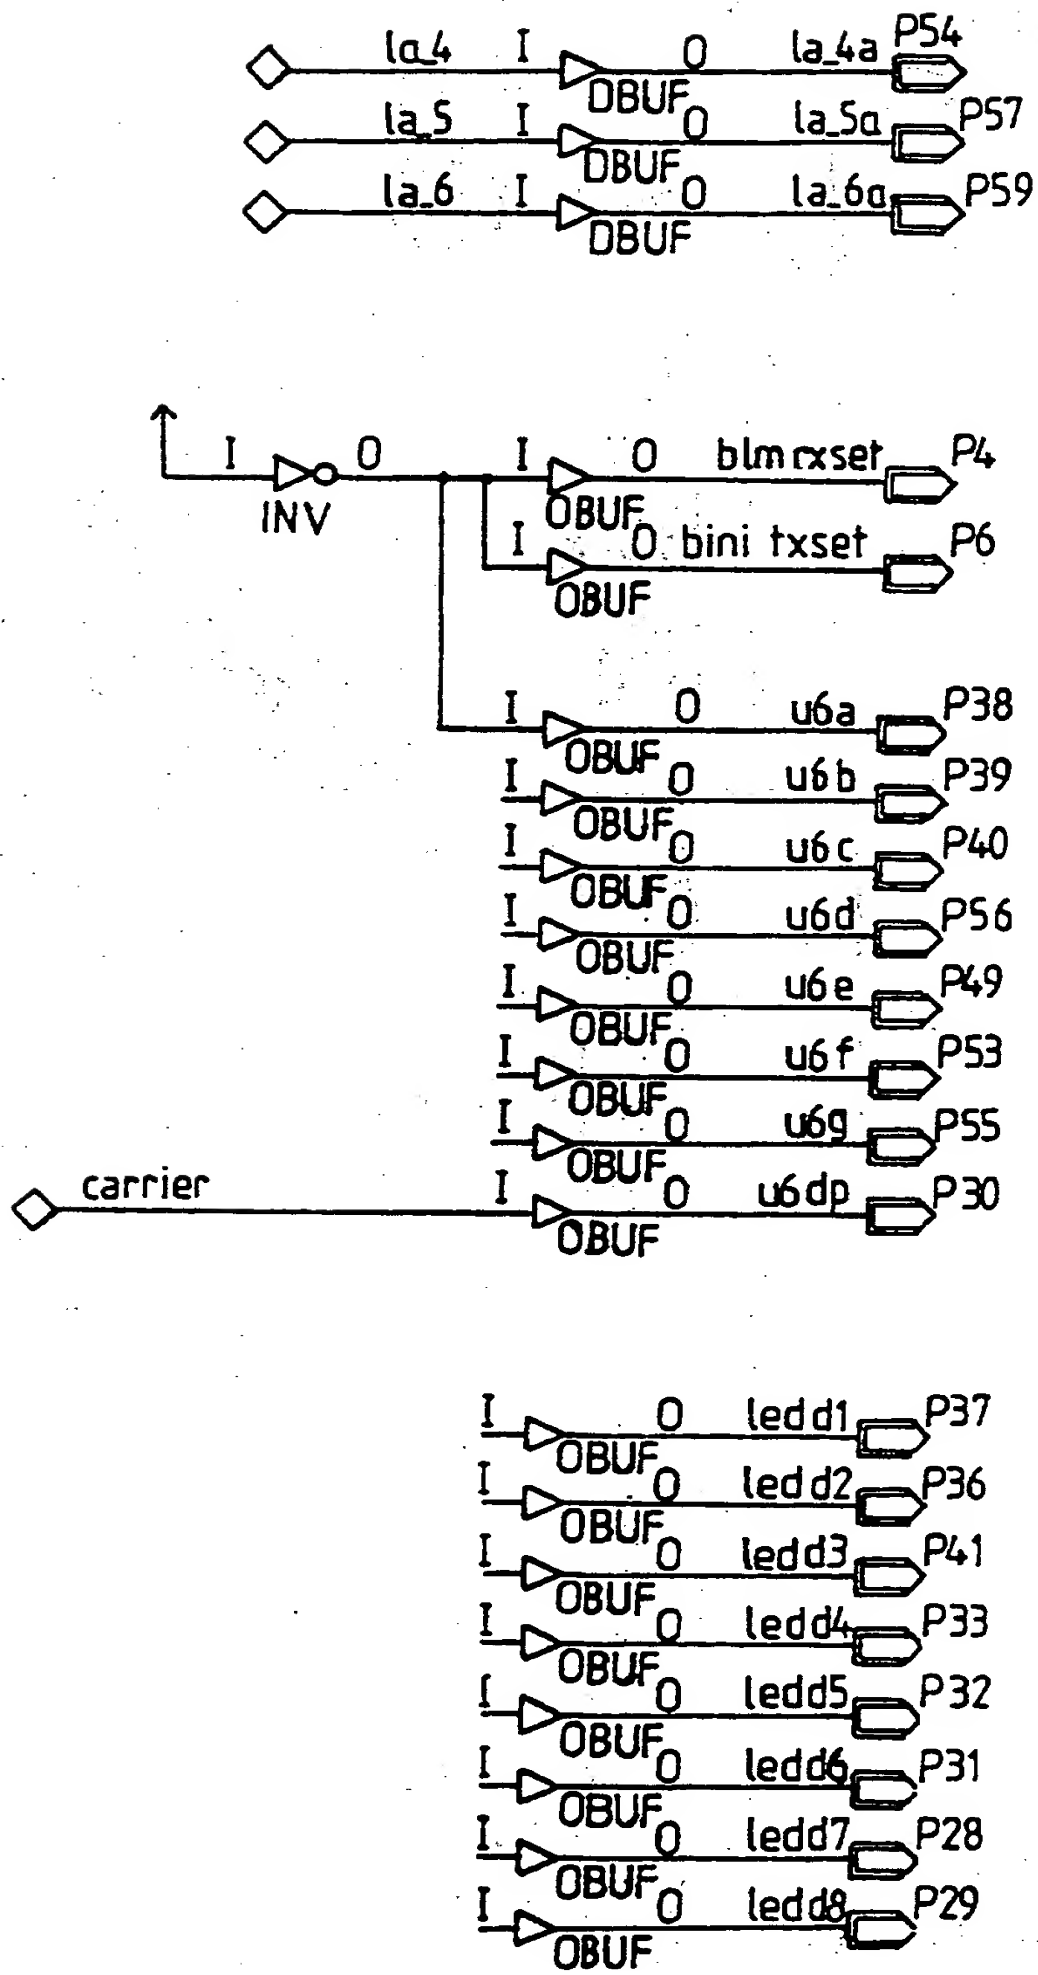 la_4 I O la_4a P54
DBUF
la_5 I O la_5a P57
DBUF
la_6 I O la_6a P59
DBUF
I O I O blmrxset P4
INV OBUF
I O bini txset P6
OBUF
I O u6a P38
OBUF
I O u6b P39
OBUF
I O u6c P40
OBUF
I O u6d P56
OBUF
I O u6e P49
OBUF
I O u6f P53
OBUF
I O u6g P55
OBUF
carrier I O u6dp P30
OBUF
I O ledd1 P37
OBUF
I O ledd2 P36
OBUF
I O ledd3 P41
OBUF
I O ledd4 P33
OBUF
I O ledd5 P32
OBUF
I O ledd6 P31
OBUF
I O ledd7 P28
OBUF
I O ledd8 P29
OBUF